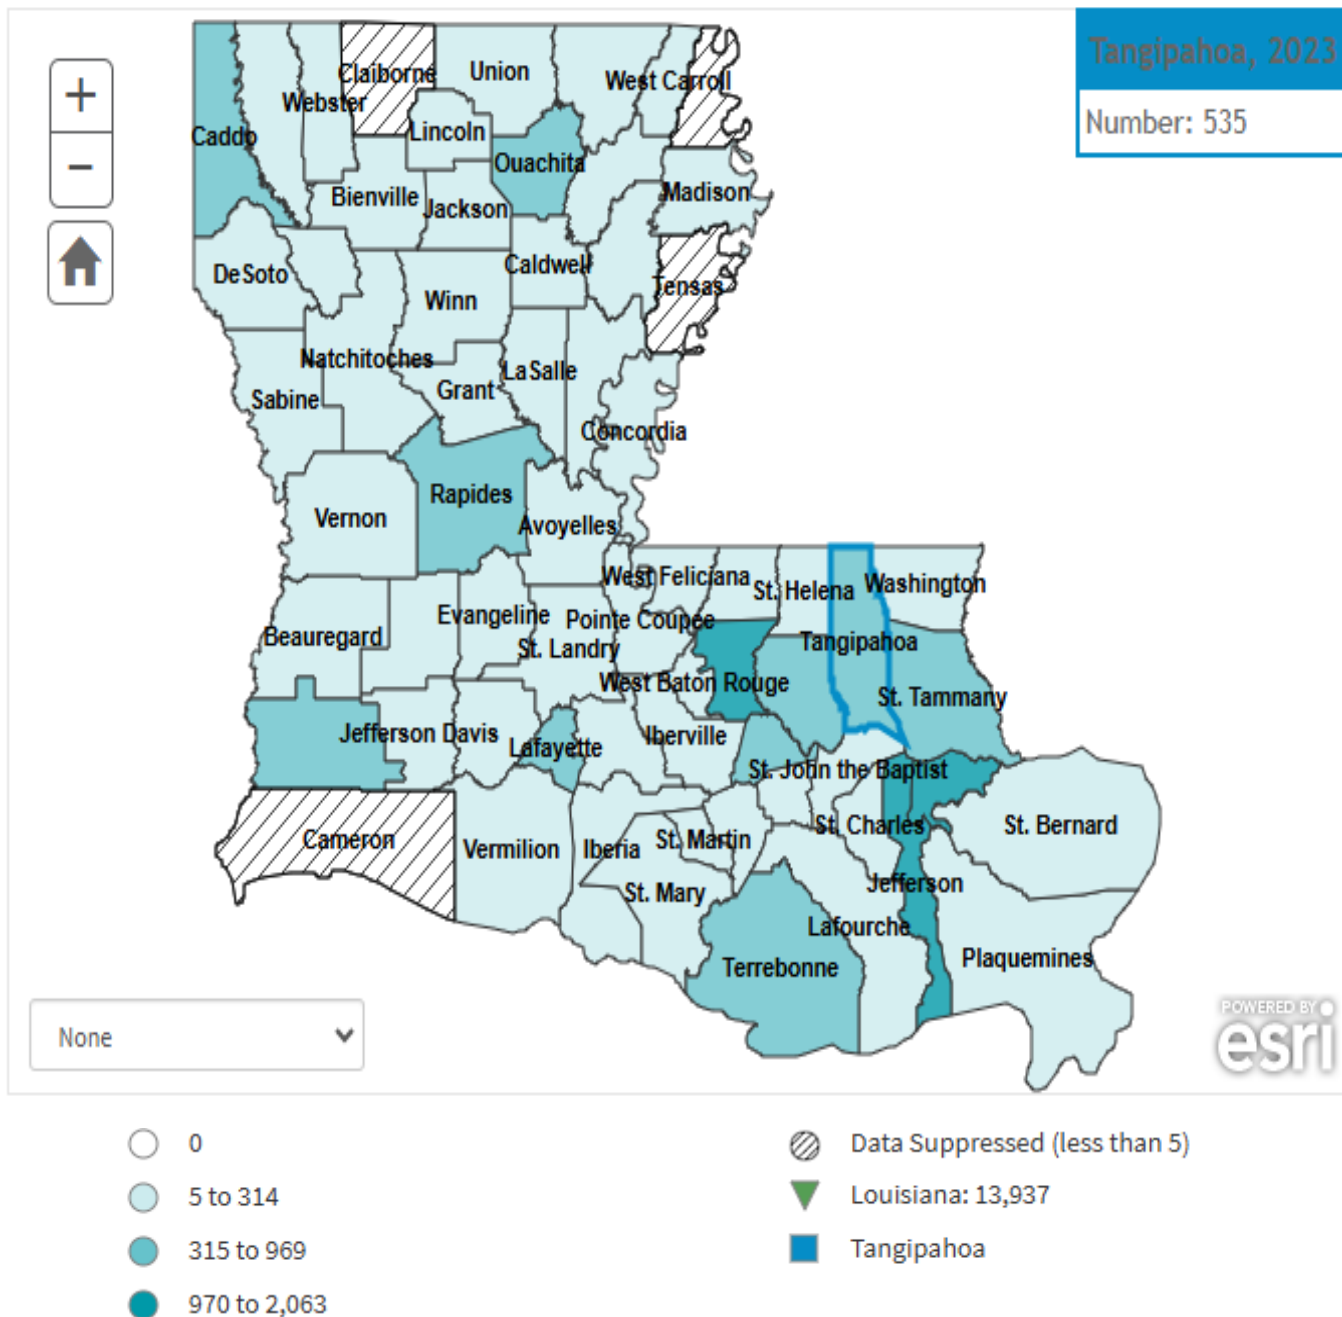 Tangipahoa, 2023
Number: 535
+
−
Claiborne
Union
West Carroll
Webster
Caddo
Lincoln
Ouachita
Bienville
Jackson
Madison
DeSoto
Caldwell
Tensas
Winn
Natchitoches
LaSalle
Grant
Sabine
Concordia
Rapides
Vernon
Avoyelles
West Feliciana
St. Helena
Washington
Evangeline
Pointe Coupee
Beauregard
St. Landry
Tangipahoa
West Baton Rouge
St. Tammany
Jefferson Davis
Lafayette
Iberville
St. John the Baptist
Cameron
Vermilion
Iberia
St. Martin
St. Charles
St. Bernard
St. Mary
Jefferson
Lafourche
Terrebonne
Plaquemines
None
POWERED BY
esri
0
5 to 314
315 to 969
970 to 2,063
Data Suppressed (less than 5)
Louisiana: 13,937
Tangipahoa